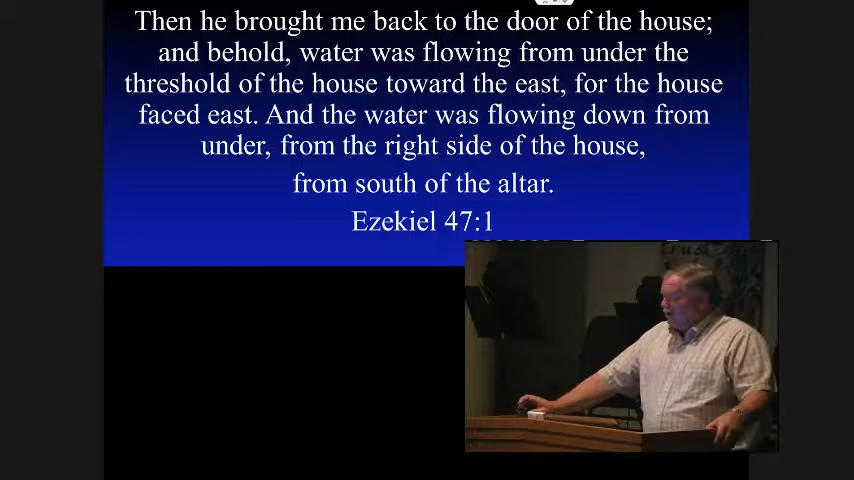 Then he brought me back to the door of the house;
and behold, water was flowing from under the
threshold of the house toward the east, for the house
faced east. And the water was flowing down from
under, from the right side of the house,
from south of the altar.
Ezekiel 47:1